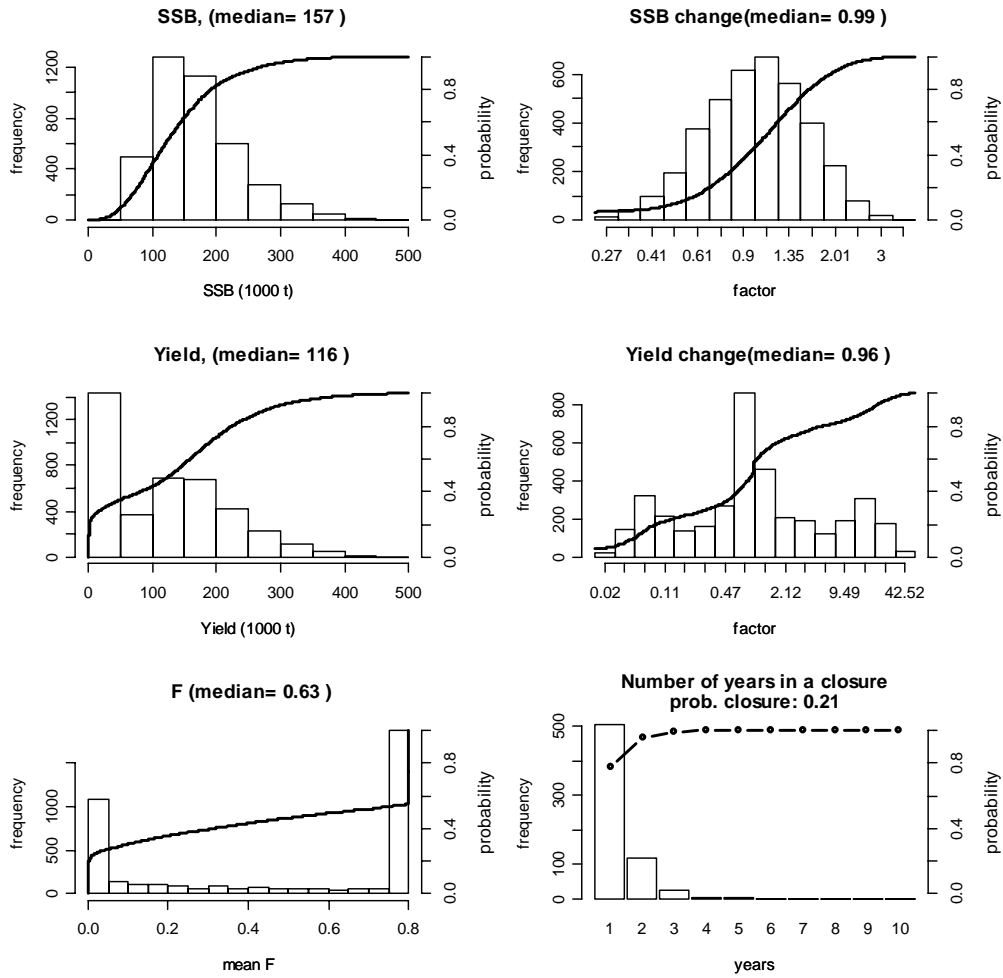 SSB, (median= 157 )
frequency
0 400 800 1200
probability
0.0 0.4 0.8
0 100 200 300 400 500
SSB (1000 t)
SSB change(median= 0.99 )
frequency
0 100 200 300 400 600
probability
0.0 0.4 0.8
0.27 0.41 0.61 0.9 1.35 2.01 3
factor
Yield, (median= 116 )
frequency
0 400 800 1200
probability
0.0 0.4 0.8
0 100 200 300 400 500
Yield (1000 t)
Yield change(median= 0.96 )
frequency
0 200 400 600 800
probability
0.0 0.4 0.8
0.02 0.11 0.47 2.12 9.49 42.52
factor
F (median= 0.63 )
frequency
0 500 1000
probability
0.0 0.4 0.8
0.0 0.2 0.4 0.6 0.8
mean F
Number of years in a closure
prob. closure: 0.21
frequency
0 100 300 500
probability
0.0 0.4 0.8
1 2 3 4 5 6 7 8 9 10
years